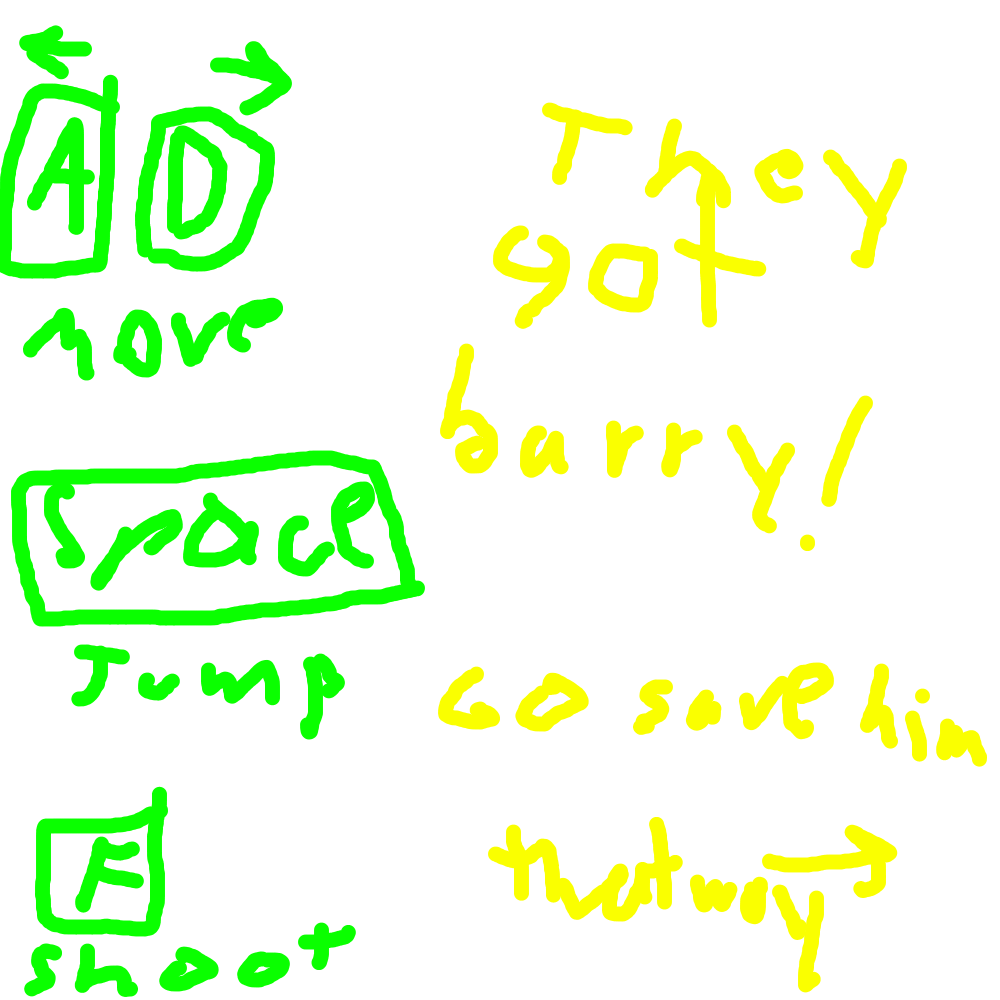 A D
move
Space
Jump
F
shoot
They
got
barry!
Go save him
that way